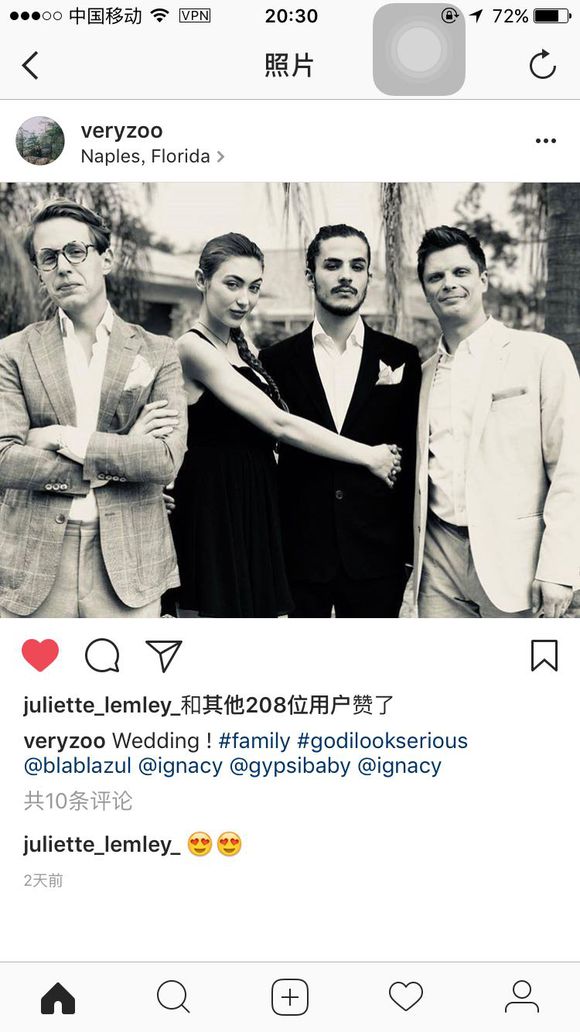 中国移动 VPN 20:30 72%
照片
veryzoo
Naples, Florida
juliette_lemley_和其他208位用户赞了
veryzoo Wedding ! #family #godilookserious
@blablazul @ignacy @gypsibaby @ignacy
共10条评论
juliette_lemley_ 😍😍
2天前